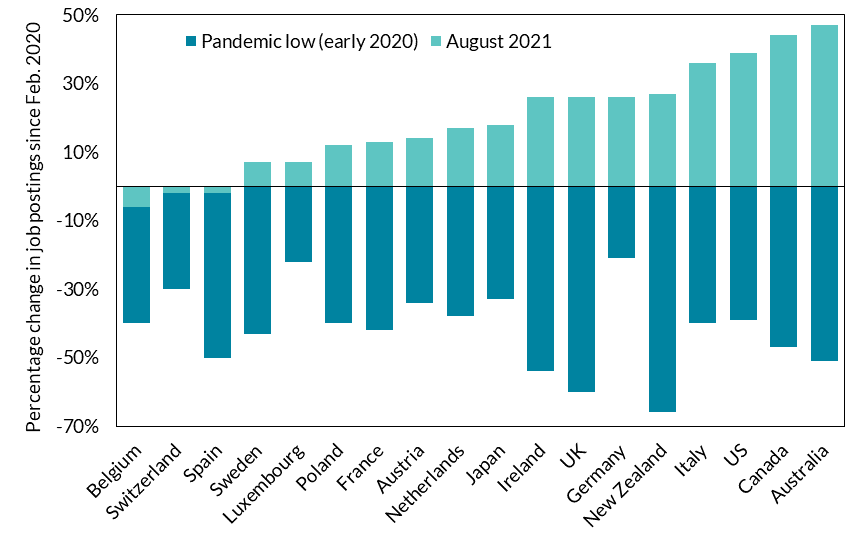 Percentage change in job postings since Feb. 2020
Pandemic low (early 2020) August 2021
50%
30%
10%
-10%
-30%
-50%
-70%
Belgium
Switzerland
Spain
Sweden
Luxembourg
Poland
France
Austria
Netherlands
Japan
Ireland
UK
Germany
New Zealand
Italy
US
Canada
Australia